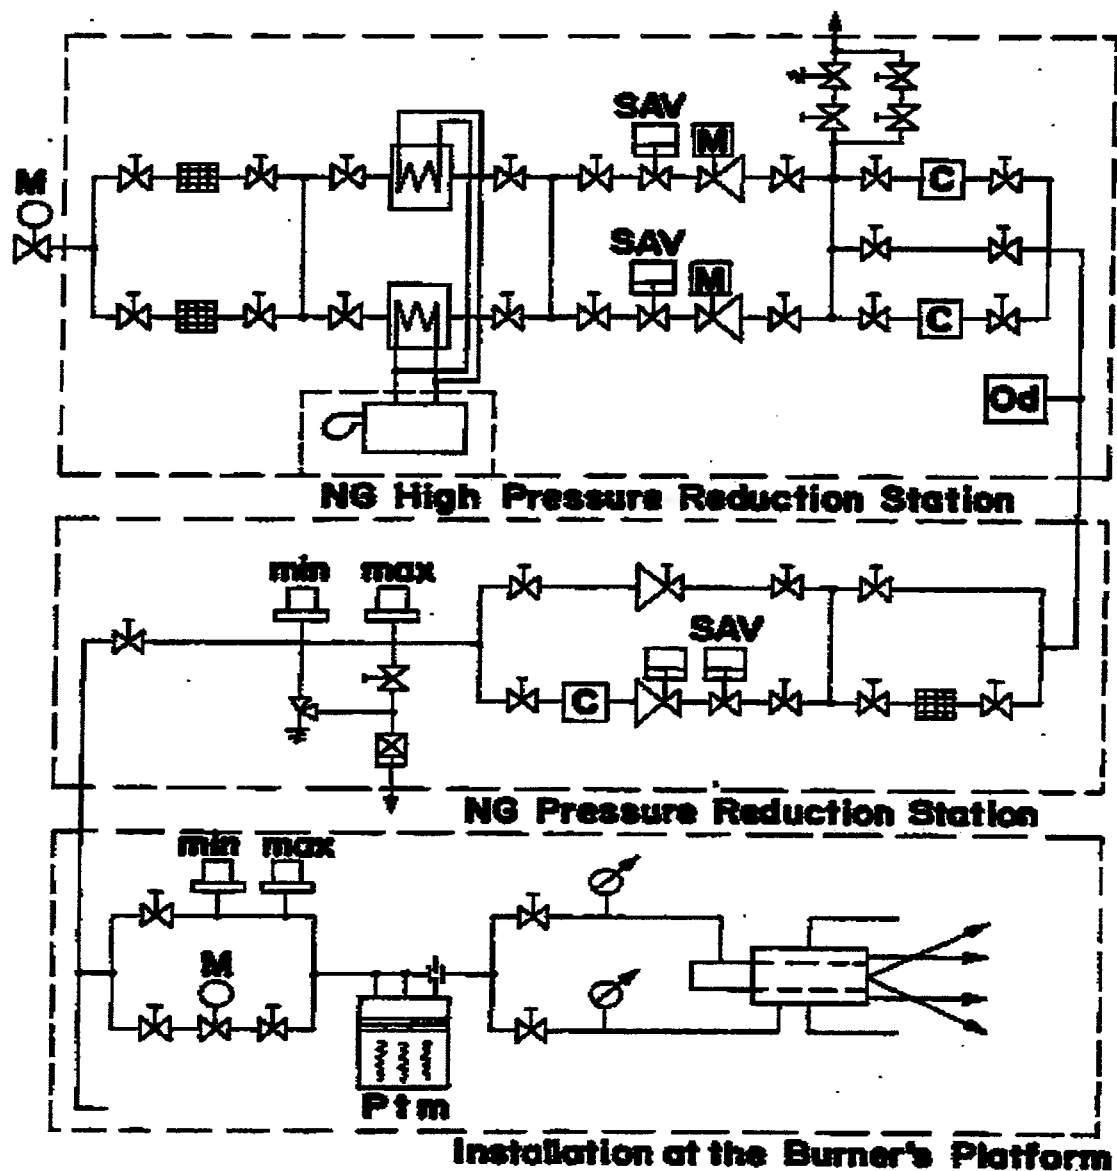 SAV
M
M
C
SAV
M
C
Od
NG High Pressure Reduction Station
min max
SAV
C
NG Pressure Reduction Station
min max
M
P t m
Installation at the Burner's Platform